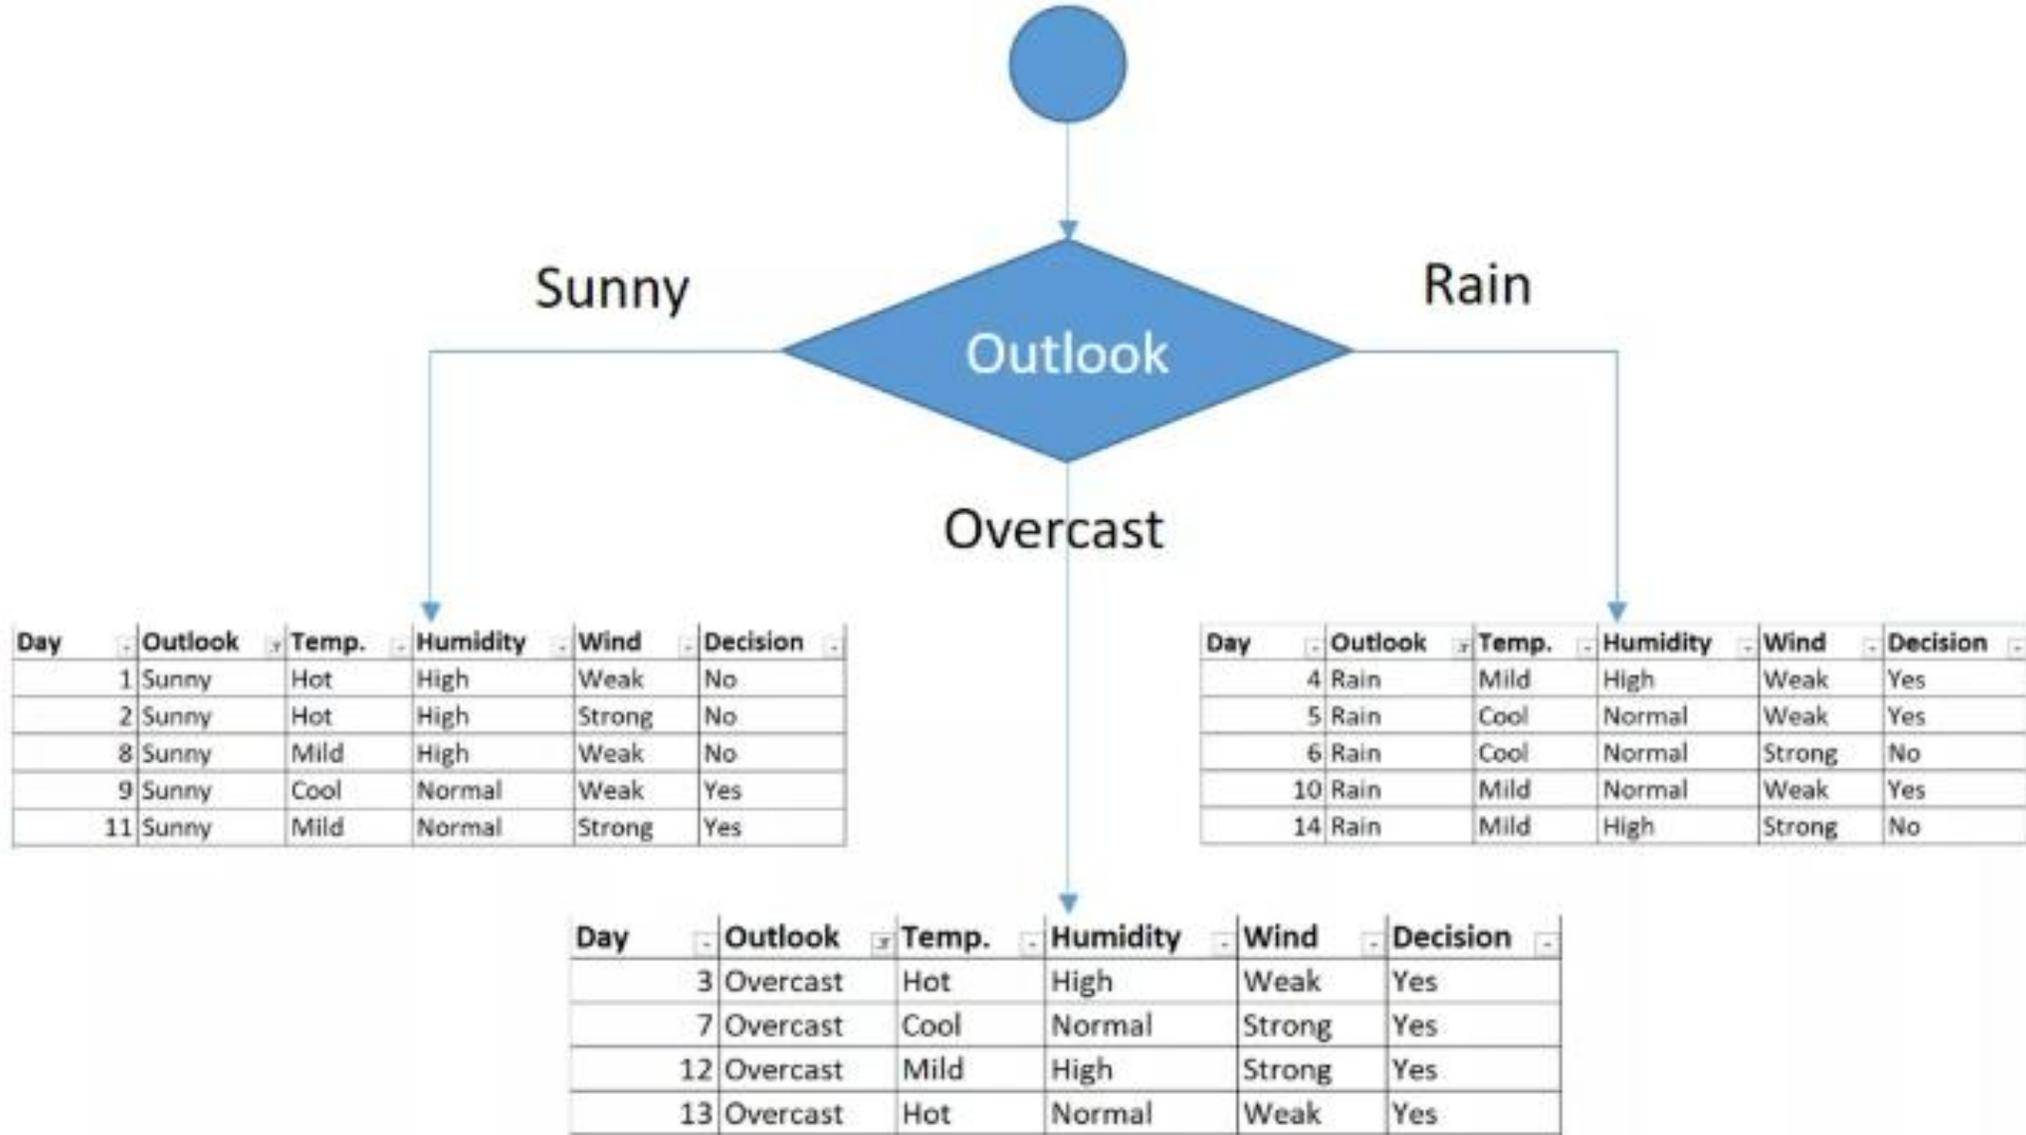 Sunny
Rain
Outlook
Overcast
Day Outlook Temp. Humidity Wind Decision
1 Sunny Hot High Weak No
2 Sunny Hot High Strong No
8 Sunny Mild High Weak No
9 Sunny Cool Normal Weak Yes
11 Sunny Mild Normal Strong Yes
Day Outlook Temp. Humidity Wind Decision
4 Rain Mild High Weak Yes
5 Rain Cool Normal Weak Yes
6 Rain Cool Normal Strong No
10 Rain Mild Normal Weak Yes
14 Rain Mild High Strong No
Day Outlook Temp. Humidity Wind Decision
3 Overcast Hot High Weak Yes
7 Overcast Cool Normal Strong Yes
12 Overcast Mild High Strong Yes
13 Overcast Hot Normal Weak Yes